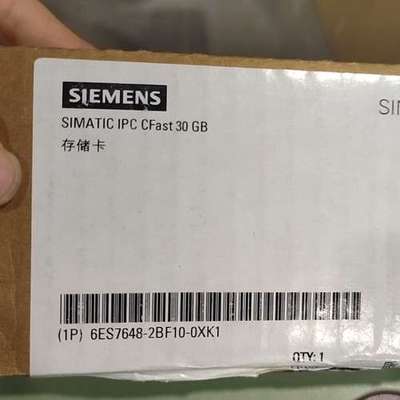 SIEMENS
SIMATIC IPC CFast 30 GB
存储卡
(1P) 6ES7648-2BF10-0XK1
QTY: 1